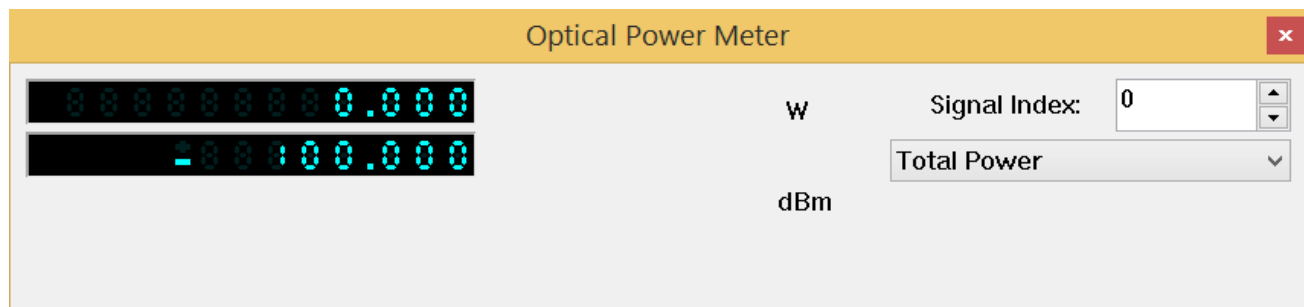 Optical Power Meter
0.000 W
Signal Index: 0
- 100.000 dBm
Total Power